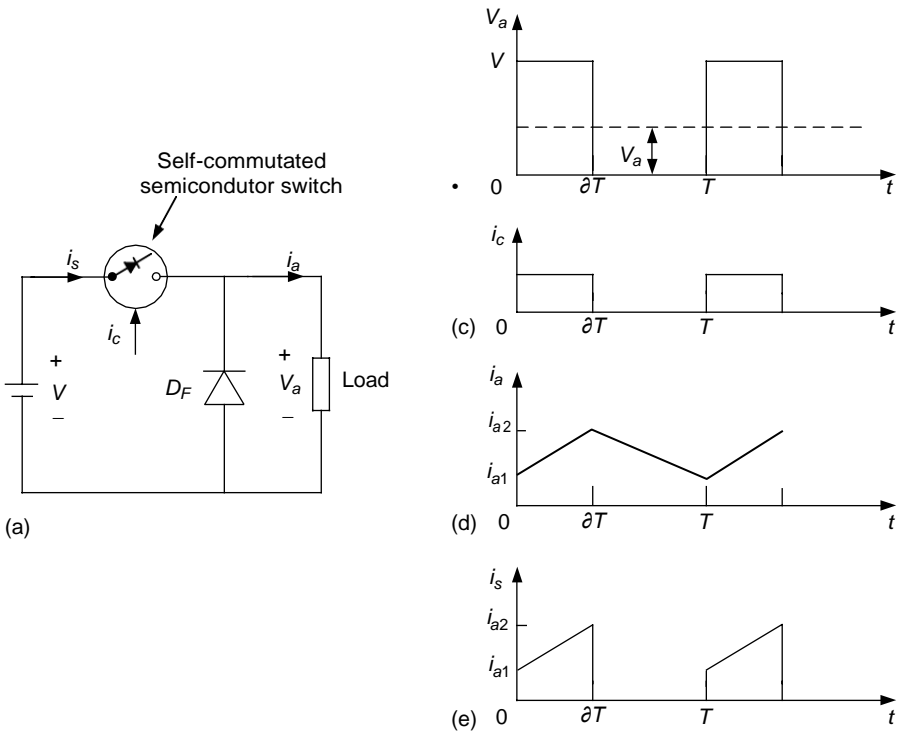 Self-commutated
semicondutor switch
i_s
i_a
i_c
+
V
–
D_F
+
V_a
–
Load
(a)
V_a
V
V_a
•
0
∂T
T
t
i_c
(c)
0
∂T
T
t
i_a
i_a2
i_a1
(d)
0
∂T
T
t
i_s
i_a2
i_a1
(e)
0
∂T
T
t